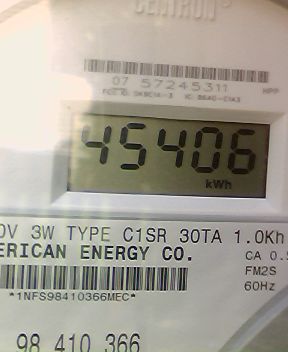 CENTRON®
07 57245311
HPP
45406
kWh
0V 3W TYPE C1SR 30TA 1.0Kh
ERICAN ENERGY CO.
CA 0.5
FM2S
60Hz
*1NFS98410366MEC*
98 410 366